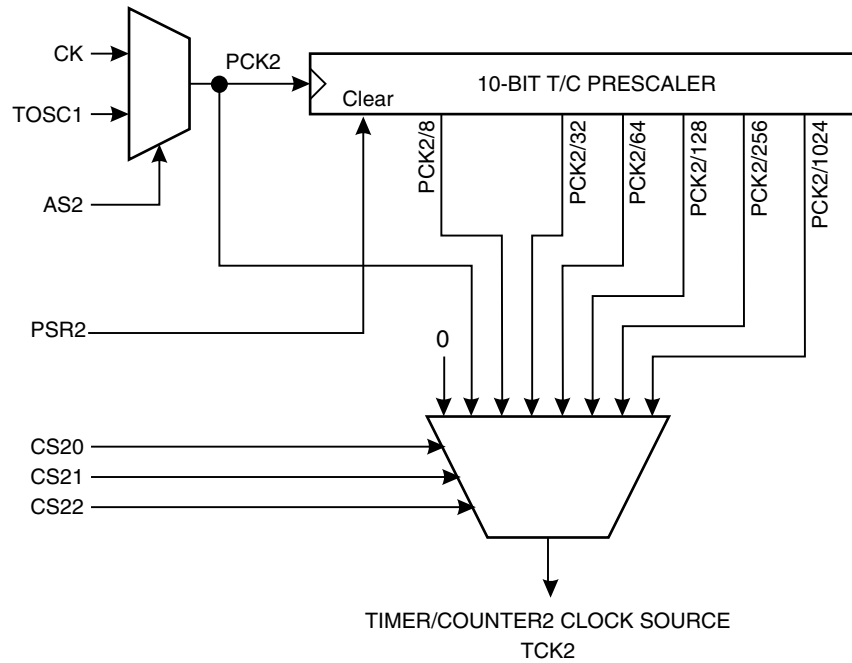 CK
PCK2
10-BIT T/C PRESCALER
TOSC1
Clear
PCK2/8
PCK2/32
PCK2/64
PCK2/128
PCK2/256
PCK2/1024
AS2
PSR2
0
CS20
CS21
CS22
TIMER/COUNTER2 CLOCK SOURCE
TCK2